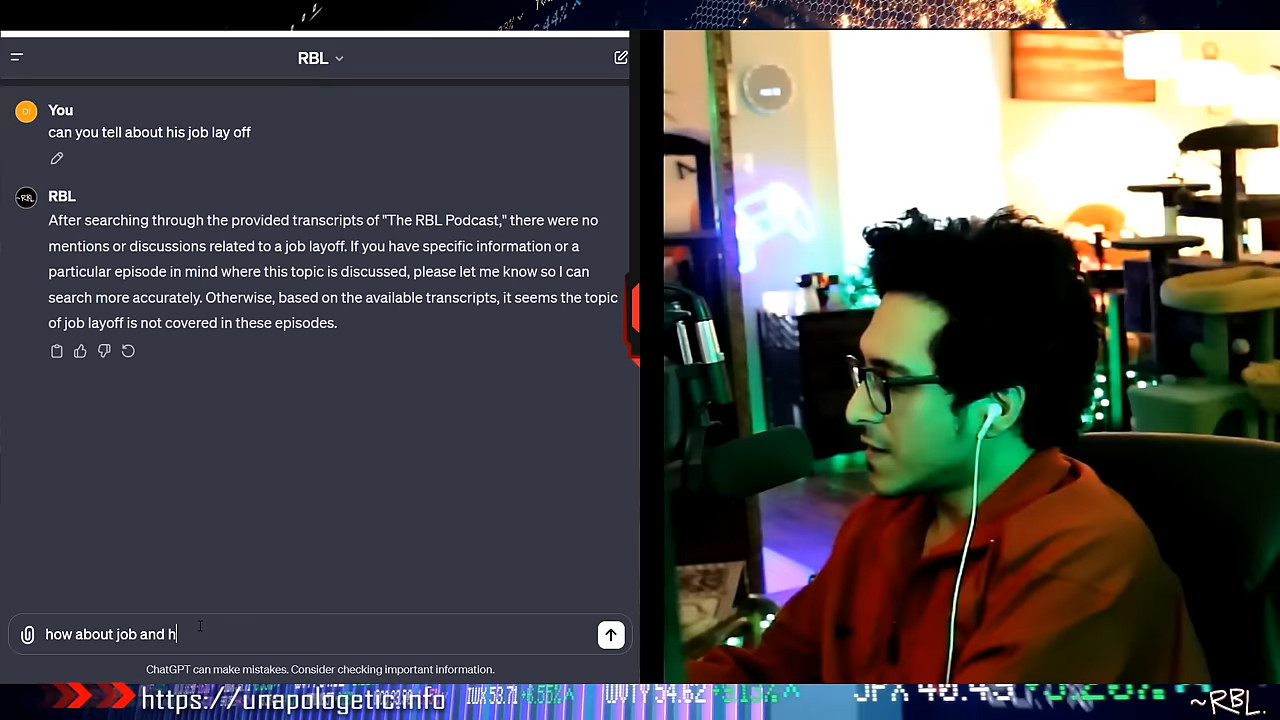 RBL
You
can you tell about his job lay off
RBL
After searching through the provided transcripts of "The RBL Podcast," there were no
mentions or discussions related to a job layoff. If you have specific information or a
particular episode in mind where this topic is discussed, please let me know so I can
search more accurately. Otherwise, based on the available transcripts, it seems the topic
of job layoff is not covered in these episodes.
how about job and h
ChatGPT can make mistakes. Consider checking important information.
https://unapologetic.info
~RBL.